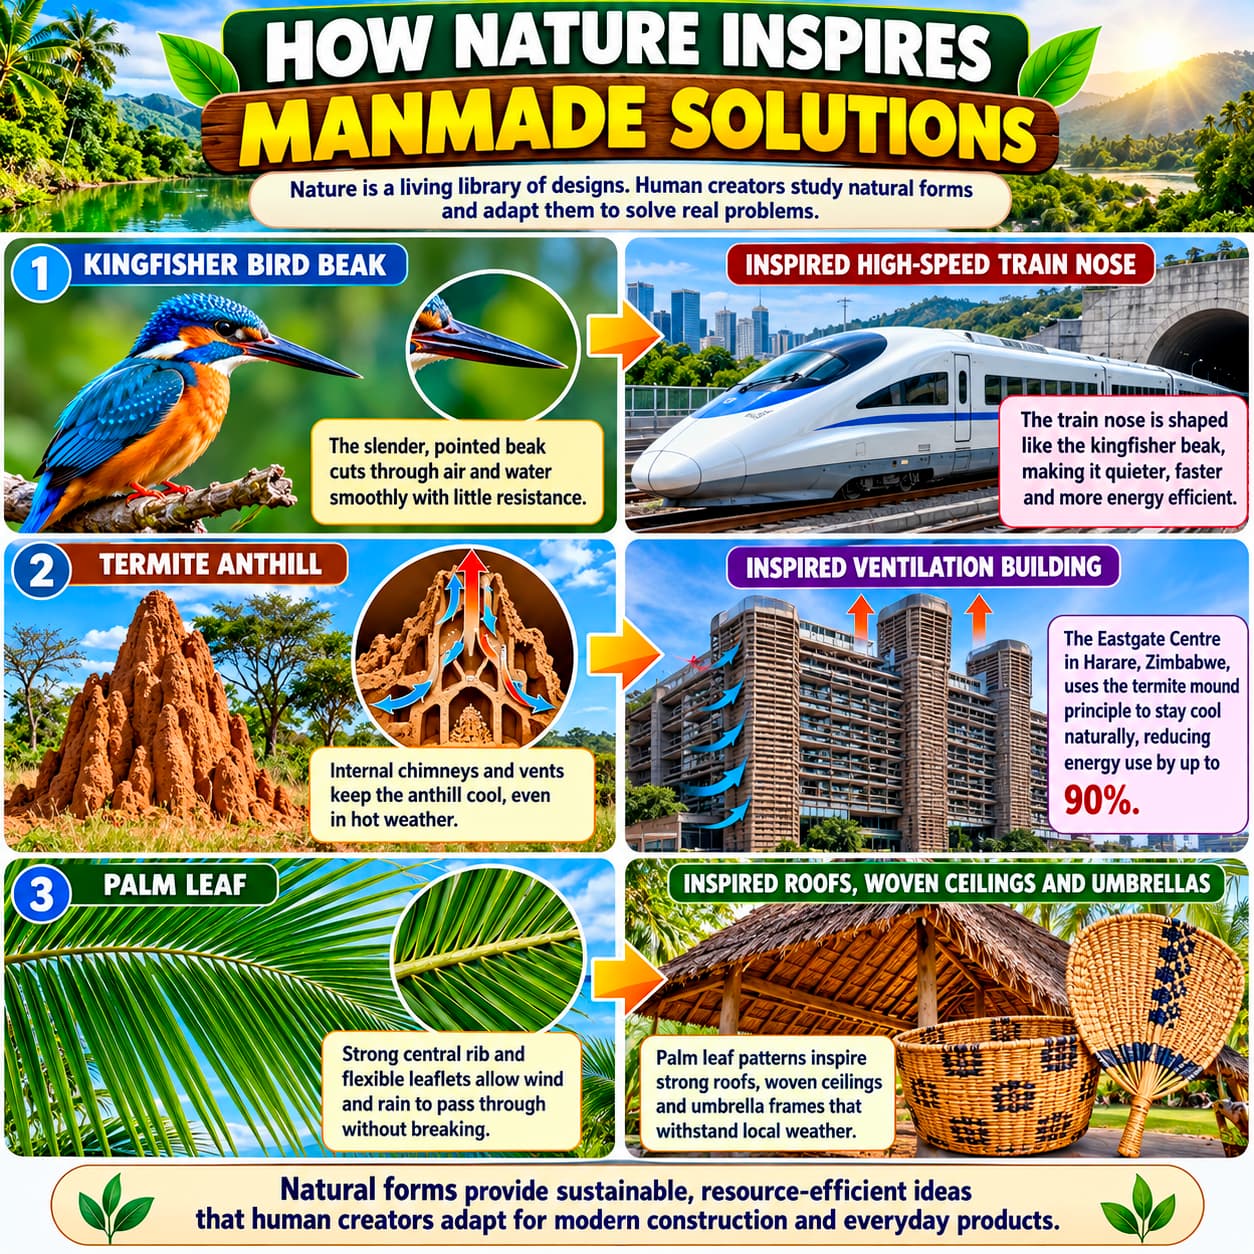 HOW NATURE INSPIRES
MANMADE SOLUTIONS
Nature is a living library of designs. Human creators study natural forms
and adapt them to solve real problems.
1 KINGFISHER BIRD BEAK
The slender, pointed beak
cuts through air and water
smoothly with little resistance.
INSPIRED HIGH-SPEED TRAIN NOSE
The train nose is shaped
like the kingfisher beak,
making it quieter, faster
and more energy efficient.
2 TERMITE ANTHILL
Internal chimneys and vents
keep the anthill cool, even
in hot weather.
INSPIRED VENTILATION BUILDING
The Eastgate Centre
in Harare, Zimbabwe,
uses the termite mound
principle to stay cool
naturally, reducing
energy use by up to
90%.
3 PALM LEAF
Strong central rib and
flexible leaflets allow wind
and rain to pass through
without breaking.
INSPIRED ROOFS, WOVEN CEILINGS AND UMBRELLAS
Palm leaf patterns inspire
strong roofs, woven ceilings
and umbrella frames that
withstand local weather.
Natural forms provide sustainable, resource-efficient ideas
that human creators adapt for modern construction and everyday products.